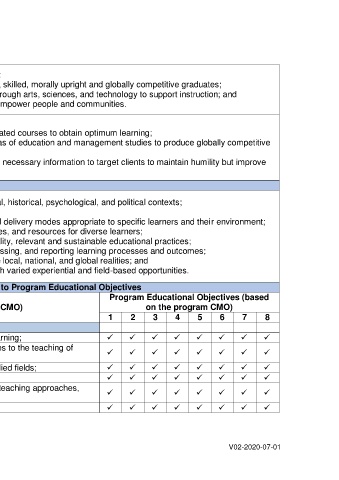 :
skilled, morally upright and globally competitive graduates;
rough arts, sciences, and technology to support instruction; and
mpower people and communities.
ated courses to obtain optimum learning;
as of education and management studies to produce globally competitive
necessary information to target clients to maintain humility but improve
al, historical, psychological, and political contexts;
d delivery modes appropriate to specific learners and their environment;
es, and resources for diverse learners;
lity, relevant and sustainable educational practices;
ssing, and reporting learning processes and outcomes;
e local, national, and global realities; and
h varied experiential and field-based opportunities.
to Program Educational Objectives
CMO)
Program Educational Objectives (based
on the program CMO)
1 2 3 4 5 6 7 8
rning; ✓ ✓ ✓ ✓ ✓ ✓ ✓ ✓
es to the teaching of ✓ ✓ ✓ ✓ ✓ ✓ ✓ ✓
lied fields; ✓ ✓ ✓ ✓ ✓ ✓ ✓ ✓
✓ ✓ ✓ ✓ ✓ ✓ ✓ ✓
teaching approaches, ✓ ✓ ✓ ✓ ✓ ✓ ✓ ✓
✓ ✓ ✓ ✓ ✓ ✓ ✓ ✓
V02-2020-07-01